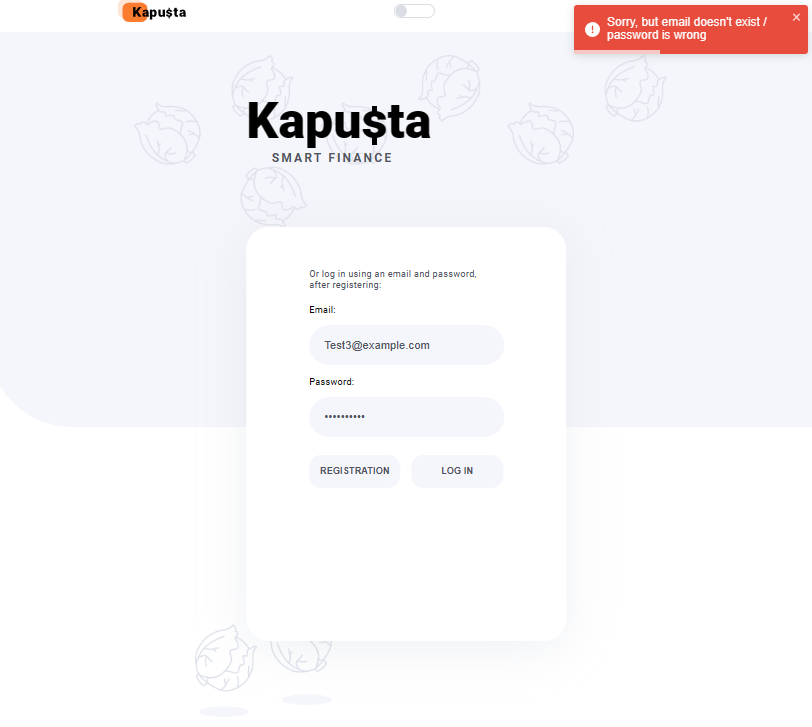 Kapu$ta
Sorry, but email doesn't exist /
password is wrong
Kapu$ta
SMART FINANCE
Or log in using an email and password,
after registering:
Email:
Test3@example.com
Password:
••••••••••
REGISTRATION
LOG IN